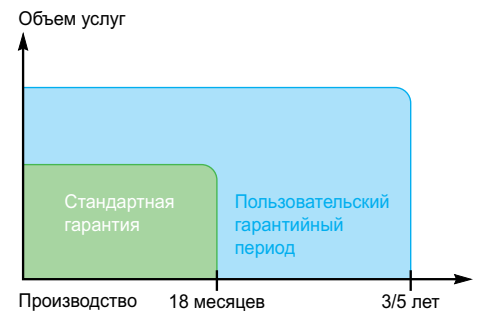 Объем услуг
Стандартная
гарантия
Пользовательский
гарантийный
период
Производство
18 месяцев
3/5 лет